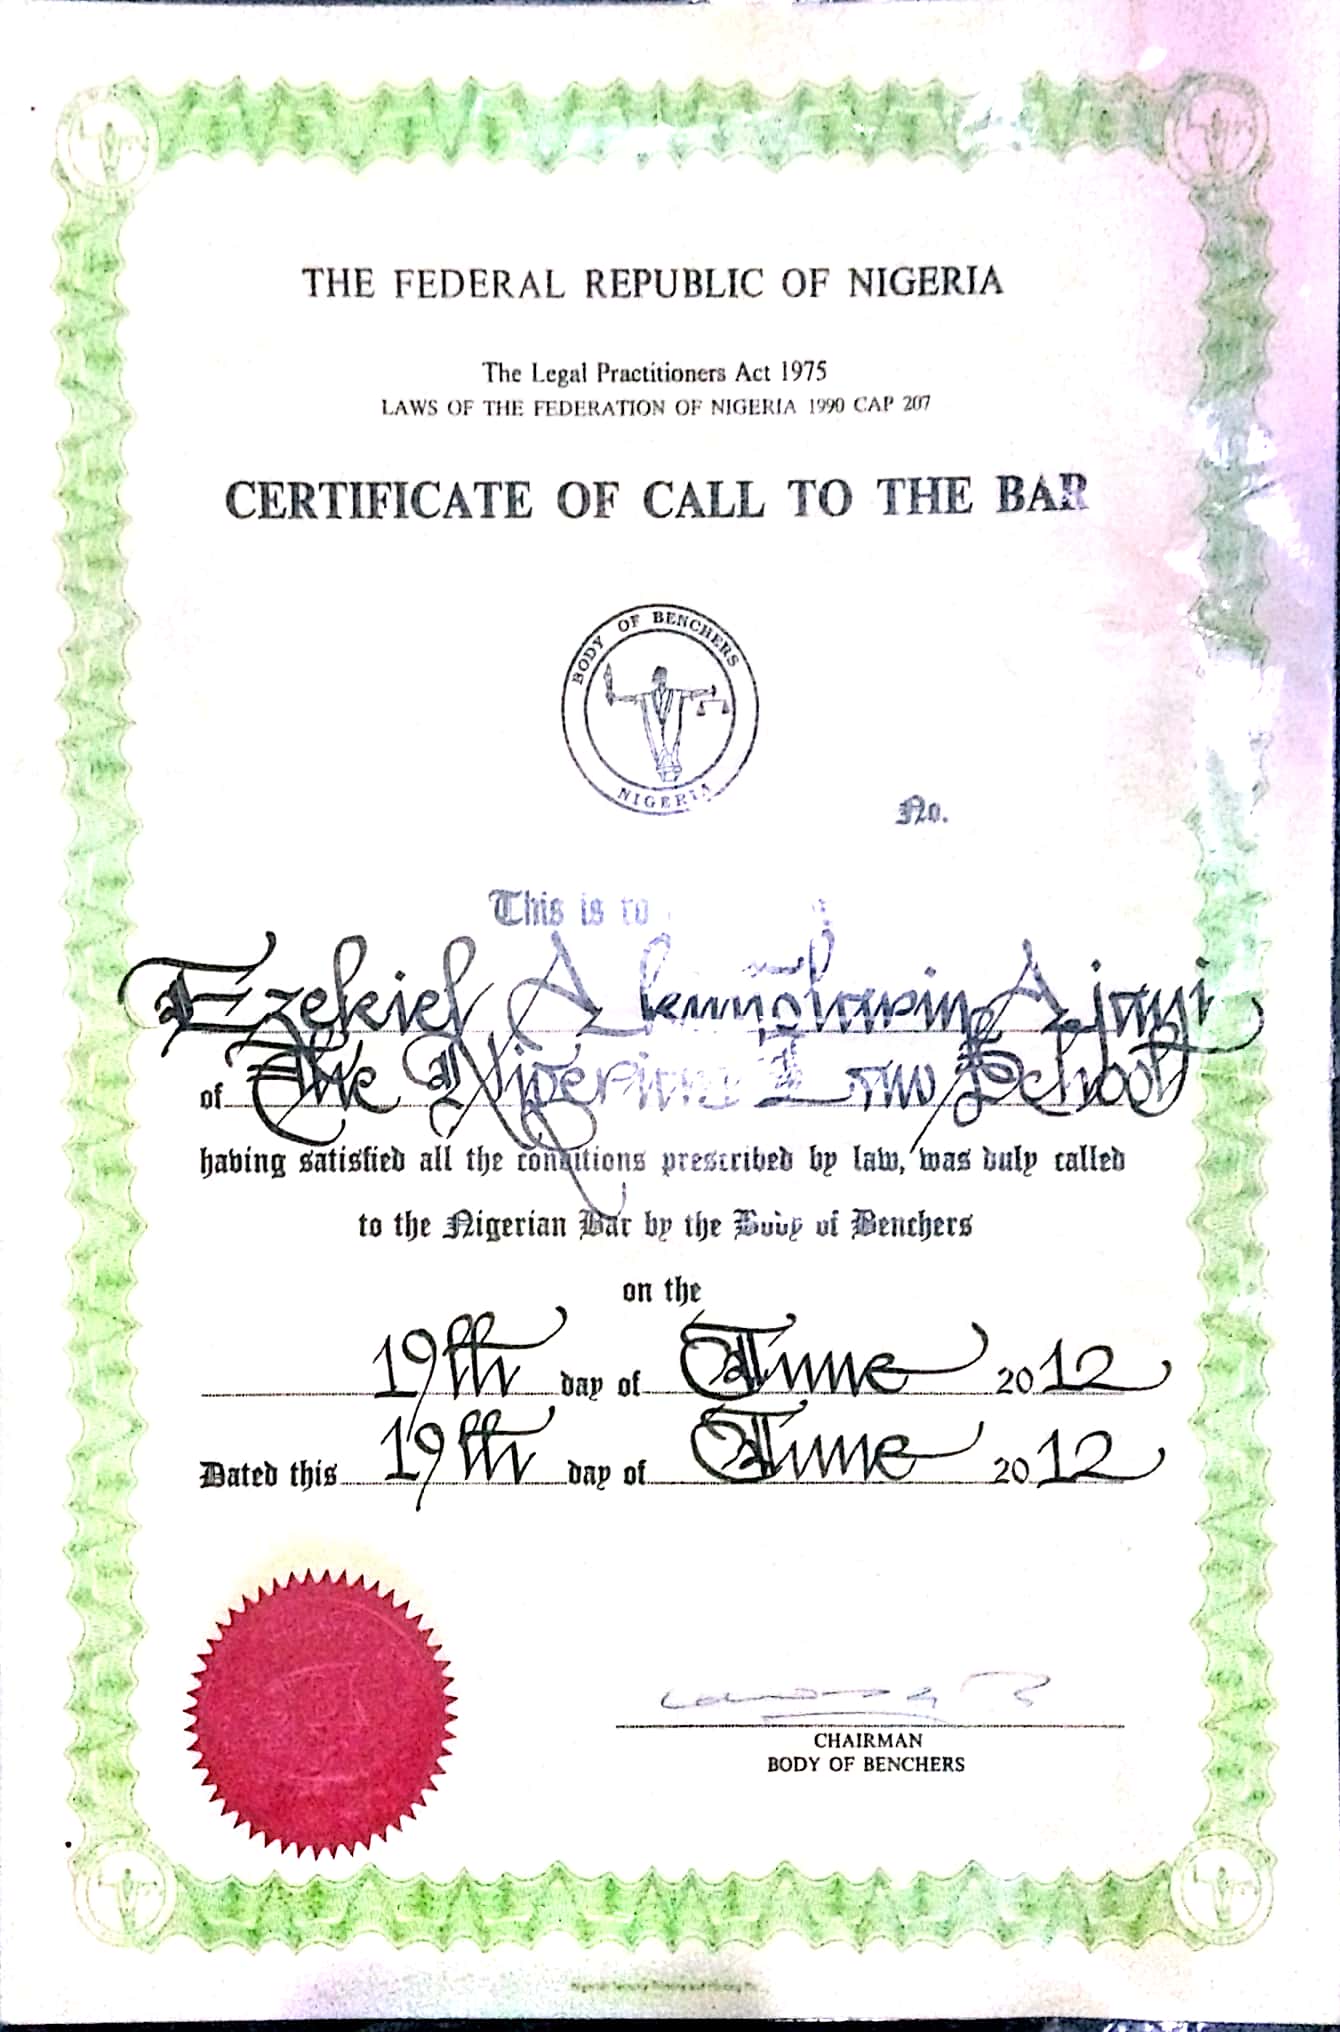 THE FEDERAL REPUBLIC OF NIGERIA
The Legal Practitioners Act 1975
LAWS OF THE FEDERATION OF NIGERIA 1990 CAP 207
CERTIFICATE OF CALL TO THE BAR
BODY OF BENCHERS
NIGERIA
No.
This is to
Ezekiel Akinjolawin Ajayi
of The Nigerian Law School
having satisfied all the conditions prescribed by law, was duly called
to the Nigerian Bar by the Body of Benchers
on the
19th day of June 2012
Dated this 19th day of June 2012
CHAIRMAN
BODY OF BENCHERS